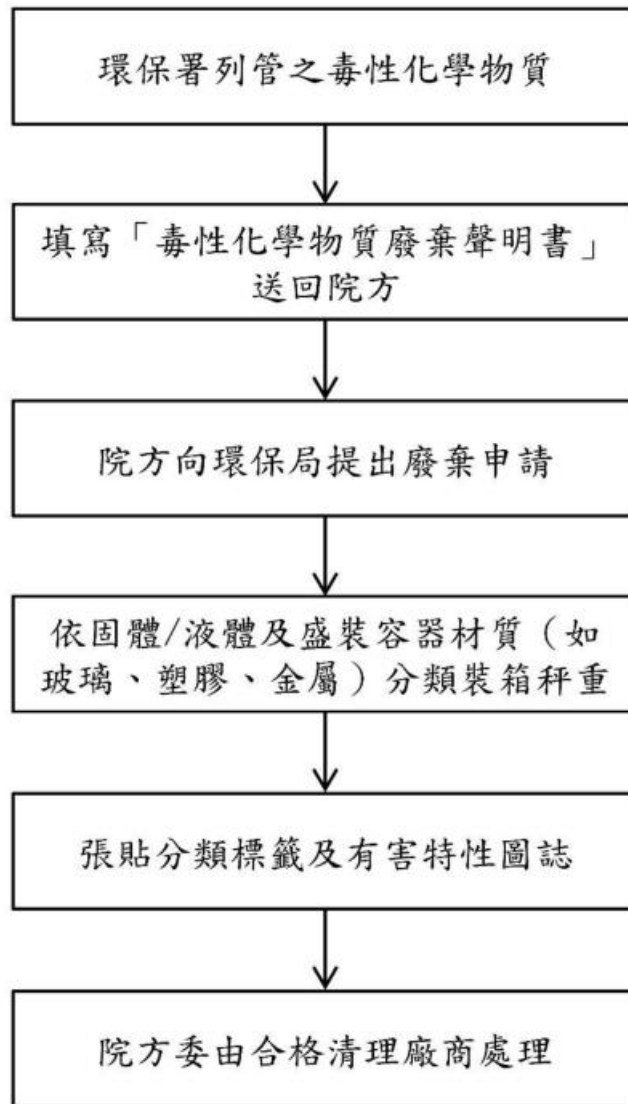 環保署列管之毒性化學物質
填寫「毒性化學物質廢棄聲明書」
送回院方
院方向環保局提出廢棄申請
依固體/液體及盛裝容器材質（如
玻璃、塑膠、金屬）分類裝箱秤重
張貼分類標籤及有害特性圖誌
院方委由合格清理廠商處理